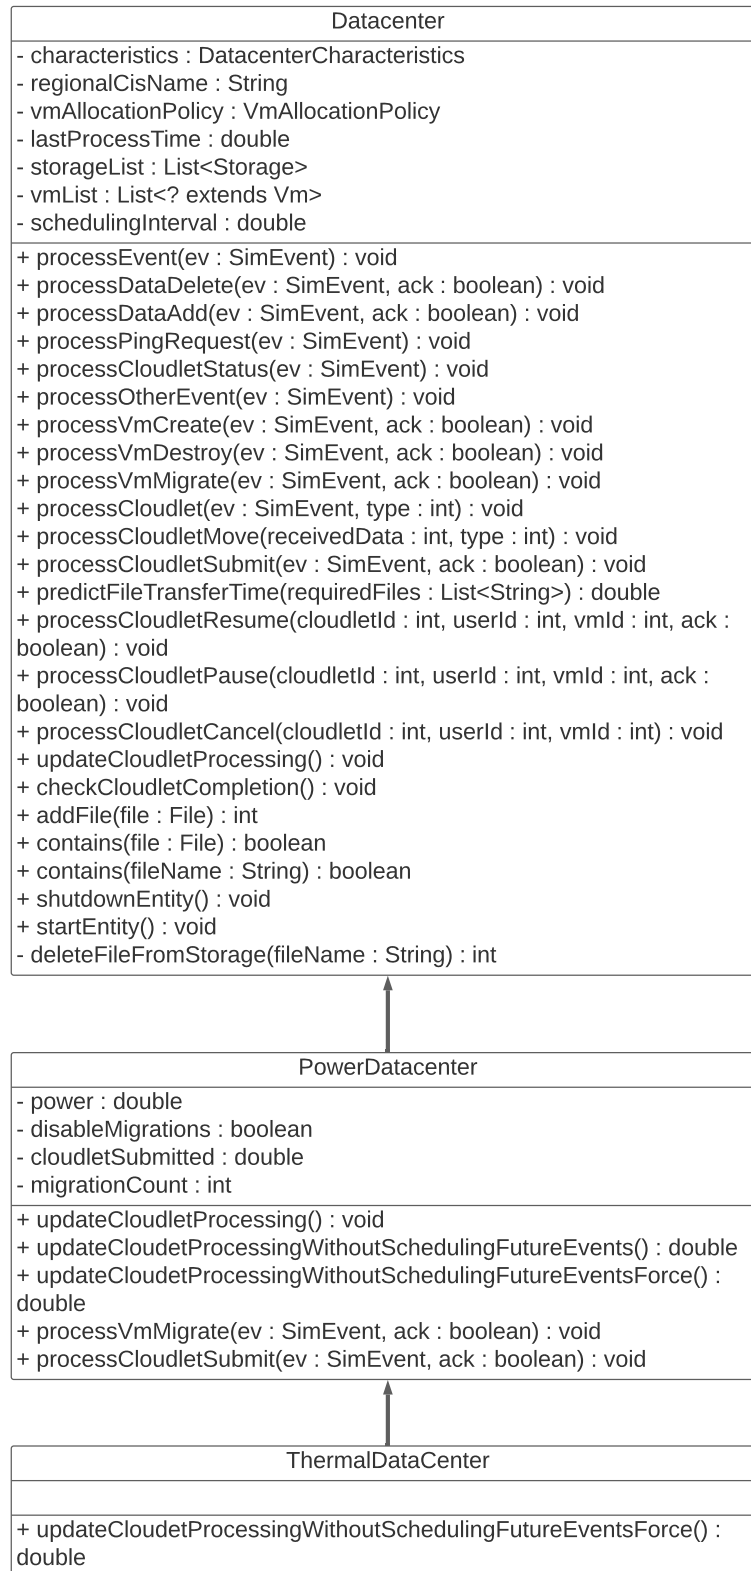 Datacenter
- characteristics : DatacenterCharacteristics
- regionalCisName : String
- vmAllocationPolicy : VmAllocationPolicy
- lastProcessTime : double
- storageList : List<Storage>
- vmList : List<? extends Vm>
- schedulingInterval : double
+ processEvent(ev : SimEvent) : void
+ processDataDelete(ev : SimEvent, ack : boolean) : void
+ processDataAdd(ev : SimEvent, ack : boolean) : void
+ processPingRequest(ev : SimEvent) : void
+ processCloudletStatus(ev : SimEvent) : void
+ processOtherEvent(ev : SimEvent) : void
+ processVmCreate(ev : SimEvent, ack : boolean) : void
+ processVmDestroy(ev : SimEvent, ack : boolean) : void
+ processVmMigrate(ev : SimEvent, ack : boolean) : void
+ processCloudlet(ev : SimEvent, type : int) : void
+ processCloudletMove(receivedData : int, type : int) : void
+ processCloudletSubmit(ev : SimEvent, ack : boolean) : void
+ predictFileTransferTime(requiredFiles : List<String>) : double
+ processCloudletResume(cloudletId : int, userId : int, vmId : int, ack :
boolean) : void
+ processCloudletPause(cloudletId : int, userId : int, vmId : int, ack :
boolean) : void
+ processCloudletCancel(cloudletId : int, userId : int, vmId : int) : void
+ updateCloudletProcessing() : void
+ checkCloudletCompletion() : void
+ addFile(file : File) : int
+ contains(file : File) : boolean
+ contains(fileName : String) : boolean
+ shutdownEntity() : void
+ startEntity() : void
- deleteFileFromStorage(fileName : String) : int
PowerDatacenter
- power : double
- disableMigrations : boolean
- cloudletSubmitted : double
- migrationCount : int
+ updateCloudletProcessing() : void
+ updateCloudetProcessingWithoutSchedulingFutureEvents() : double
+ updateCloudetProcessingWithoutSchedulingFutureEventsForce() :
double
+ processVmMigrate(ev : SimEvent, ack : boolean) : void
+ processCloudletSubmit(ev : SimEvent, ack : boolean) : void
ThermalDataCenter
+ updateCloudetProcessingWithoutSchedulingFutureEventsForce() :
double